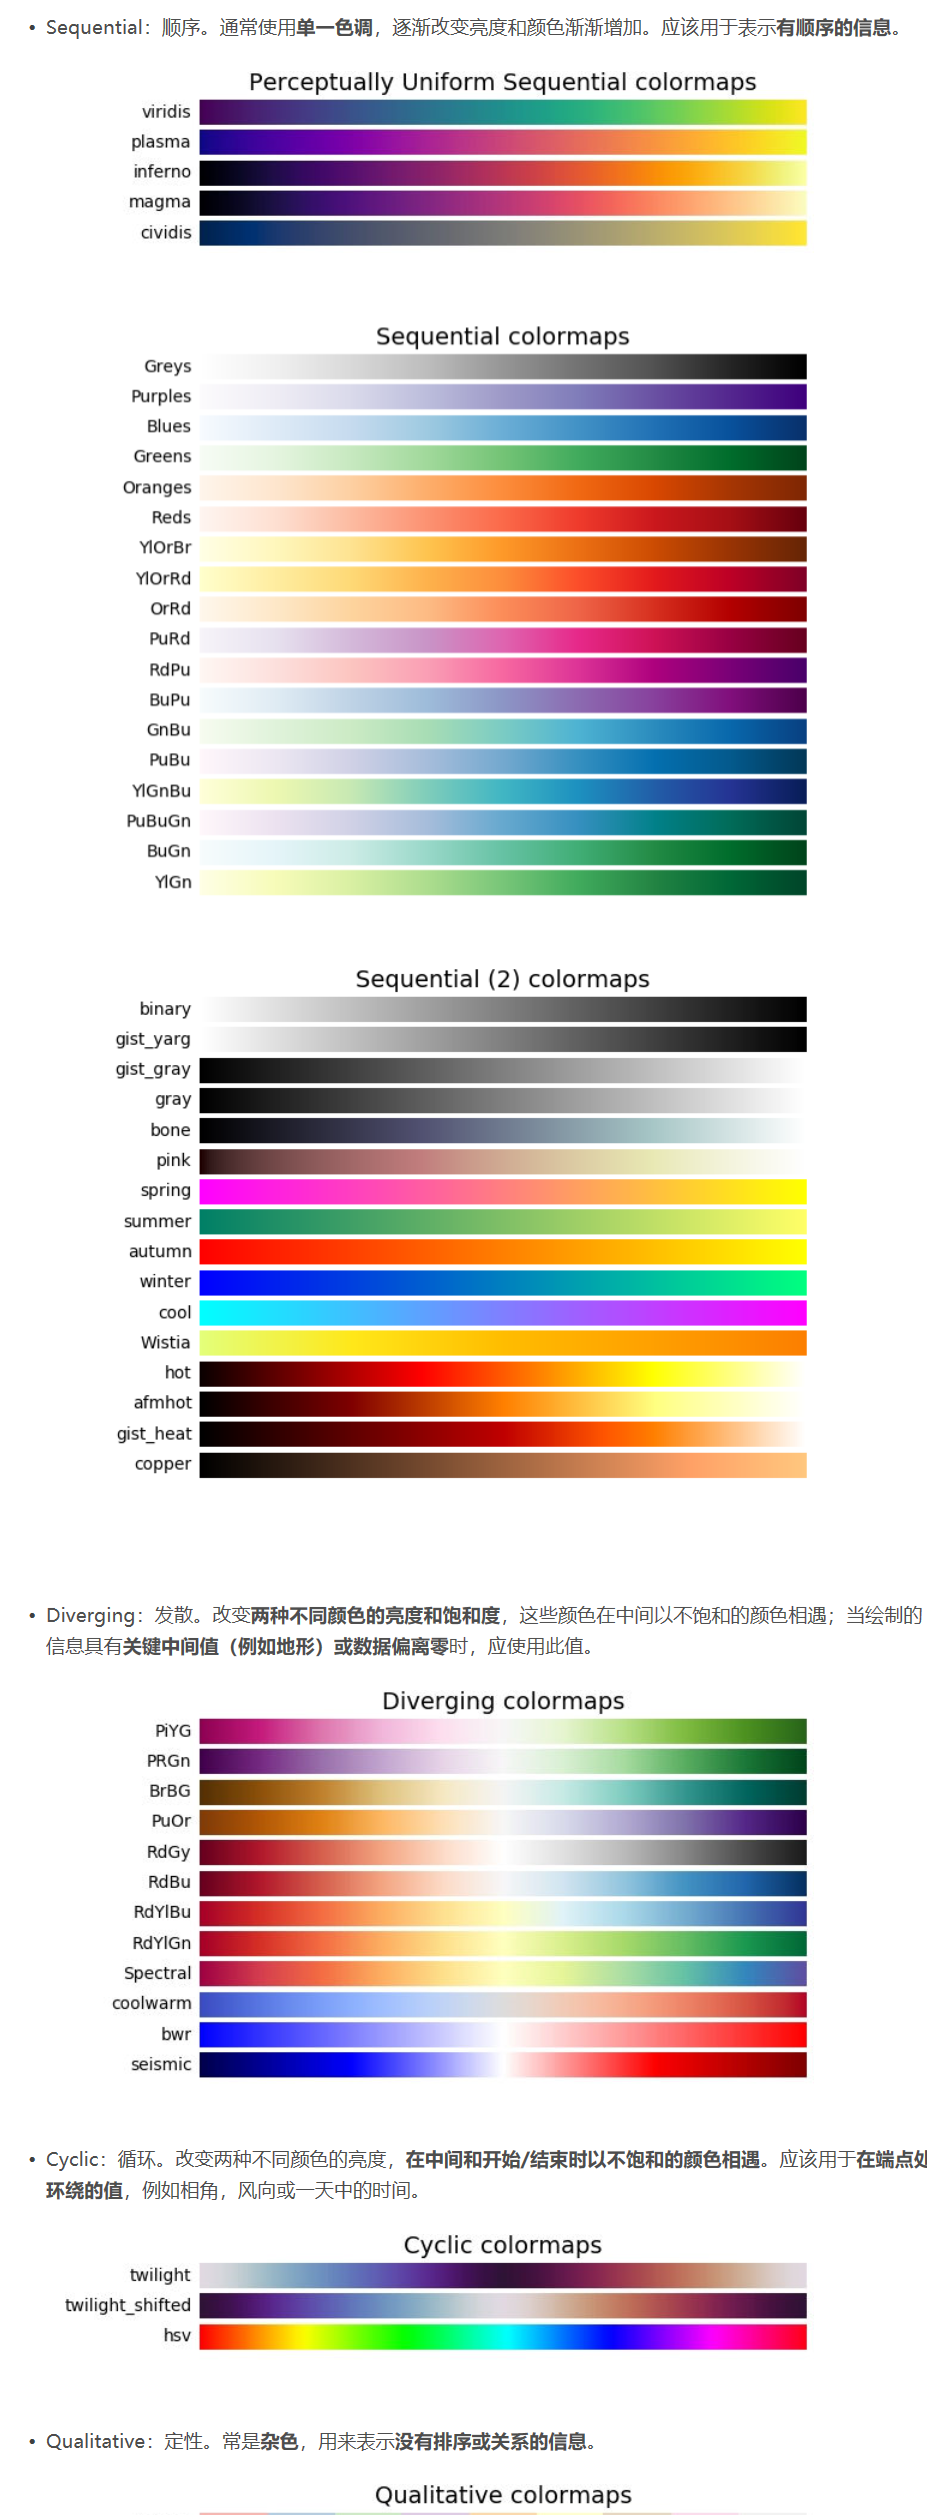 • Sequential：顺序。通常使用单一色调，逐渐改变亮度和颜色渐渐增加。应该用于表示有顺序的信息。
Perceptually Uniform Sequential colormaps
viridis
plasma
inferno
magma
cividis
Sequential colormaps
Greys
Purples
Blues
Greens
Oranges
Reds
YlOrBr
YlOrRd
OrRd
PuRd
RdPu
BuPu
GnBu
PuBu
YlGnBu
PuBuGn
BuGn
YlGn
Sequential (2) colormaps
binary
gist_yarg
gist_gray
gray
bone
pink
spring
summer
autumn
winter
cool
Wistia
hot
afmhot
gist_heat
copper
• Diverging：发散。改变两种不同颜色的亮度和饱和度，这些颜色在中间以不饱和的颜色相遇；当绘制的
信息具有关键中间值（例如地形）或数据偏离零时，应使用此值。
Diverging colormaps
PiYG
PRGn
BrBG
PuOr
RdGy
RdBu
RdYlBu
RdYlGn
Spectral
coolwarm
bwr
seismic
• Cyclic：循环。改变两种不同颜色的亮度，在中间和开始/结束时以不饱和的颜色相遇。应该用于在端点处
环绕的值，例如相角，风向或一天中的时间。
Cyclic colormaps
twilight
twilight_shifted
hsv
• Qualitative：定性。常是杂色，用来表示没有排序或关系的信息。
Qualitative colormaps